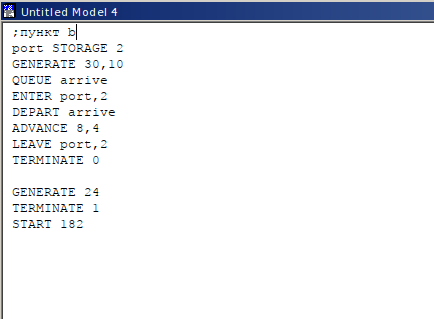 Untitled Model 4
;пункт b
port STORAGE 2
GENERATE 30,10
QUEUE arrive
ENTER port,2
DEPART arrive
ADVANCE 8,4
LEAVE port,2
TERMINATE 0
GENERATE 24
TERMINATE 1
START 182